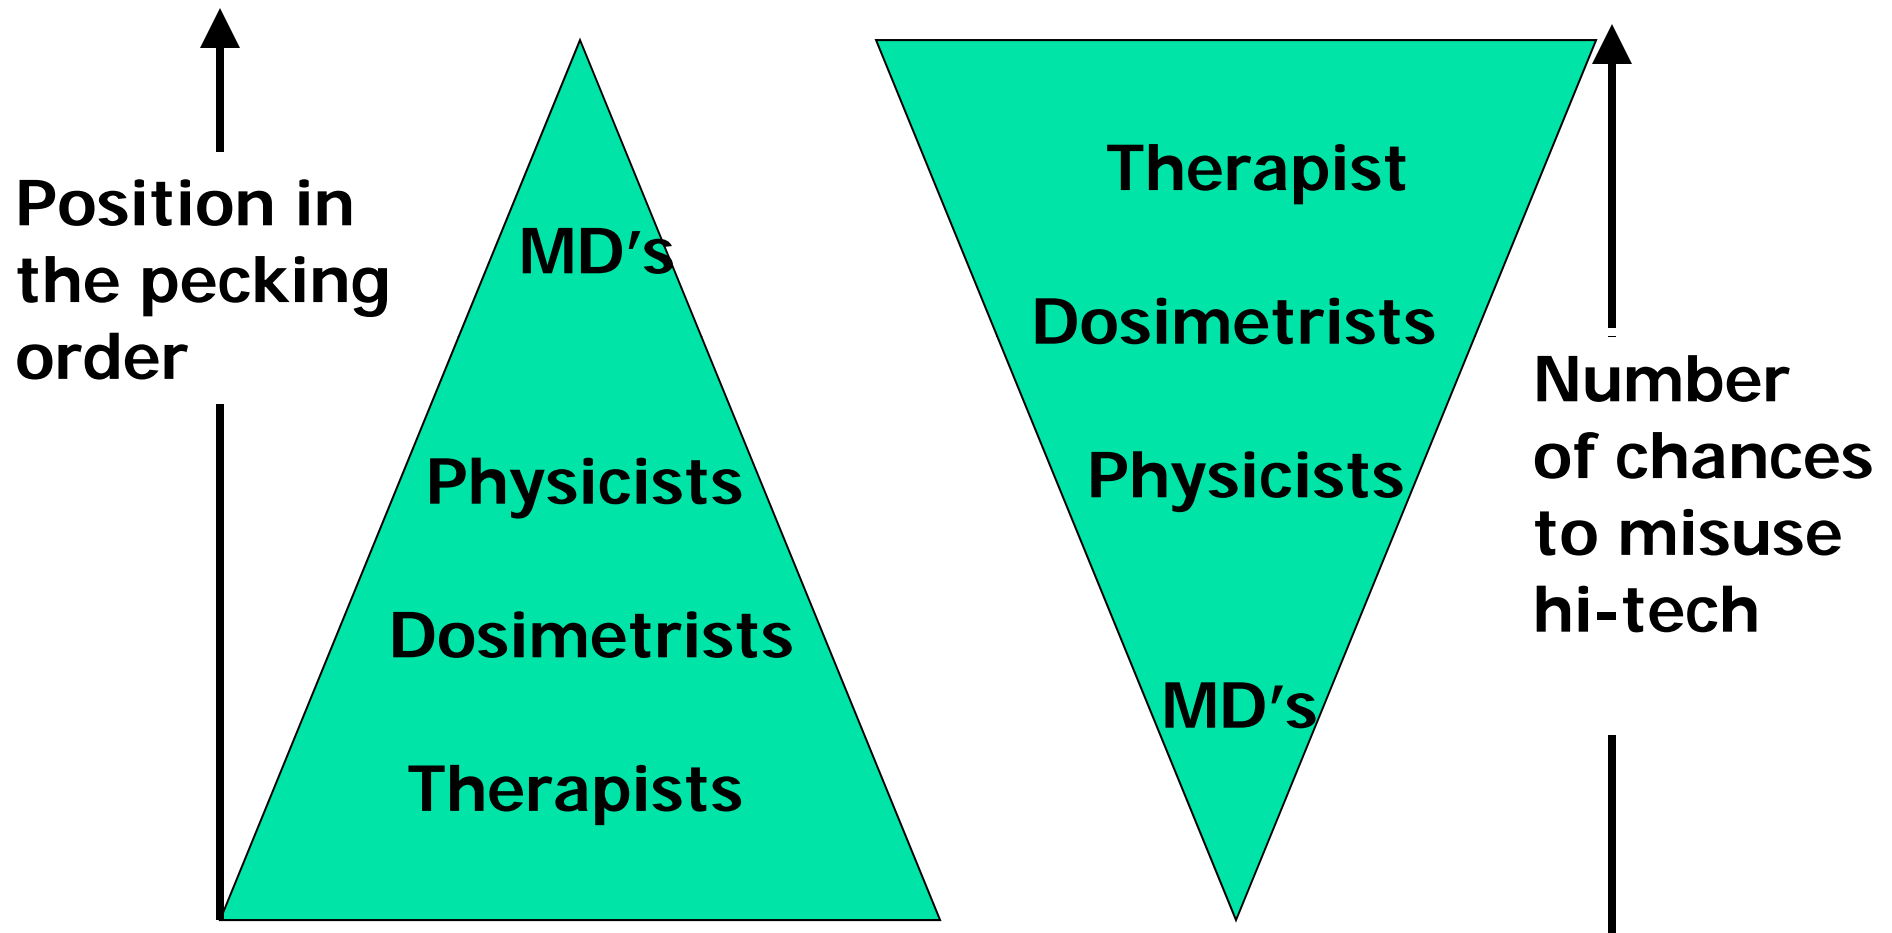 Position in
the pecking
order
MD's
Physicists
Dosimetrists
Therapists
Therapist
Dosimetrists
Physicists
MD's
Number
of chances
to misuse
hi-tech